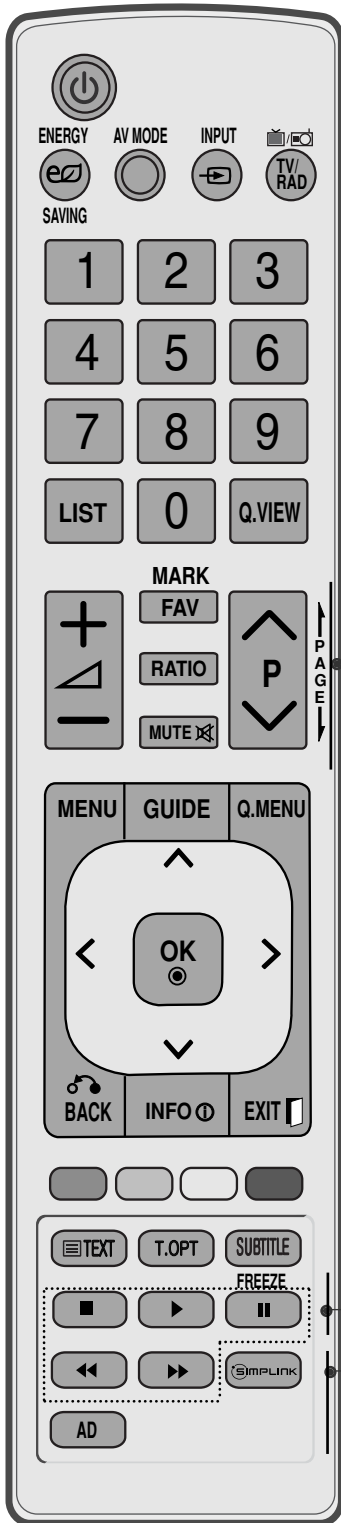 ENERGY AV MODE INPUT
TV/
RAD
SAVING
1 2 3
4 5 6
7 8 9
LIST 0 Q.VIEW
MARK
FAV
RATIO P
MUTE
PAGE
MENU GUIDE Q.MENU
OK
BACK INFO EXIT
TEXT T.OPT SUBTITLE
FREEZE
SIMPLINK
AD